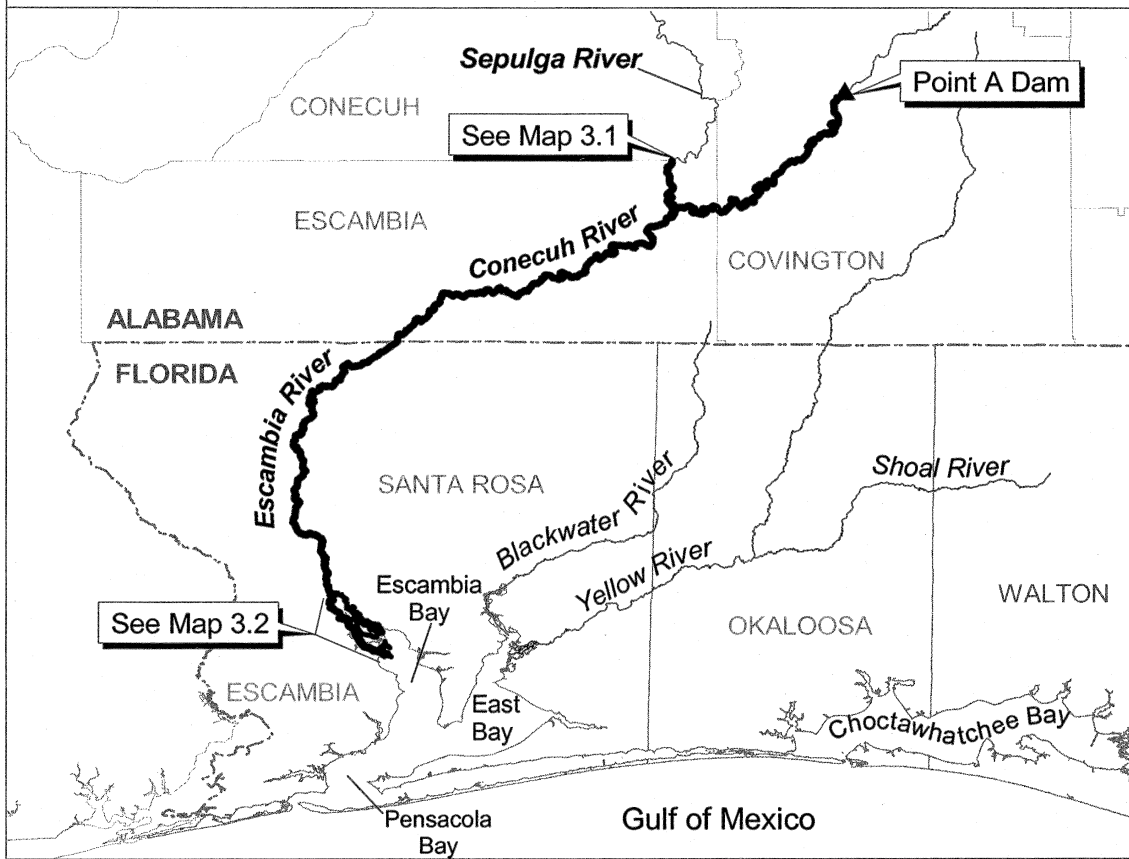 Sepulga River
Point A Dam
CONECUH
See Map 3.1
ESCAMBIA
Conecuh River
COVINGTON
ALABAMA
FLORIDA
Escambia River
SANTA ROSA
Shoal River
Blackwater River
Yellow River
Escambia
Bay
WALTON
See Map 3.2
OKALOOSA
ESCAMBIA
East
Bay
Choctawhatchee Bay
Pensacola
Bay
Gulf of Mexico